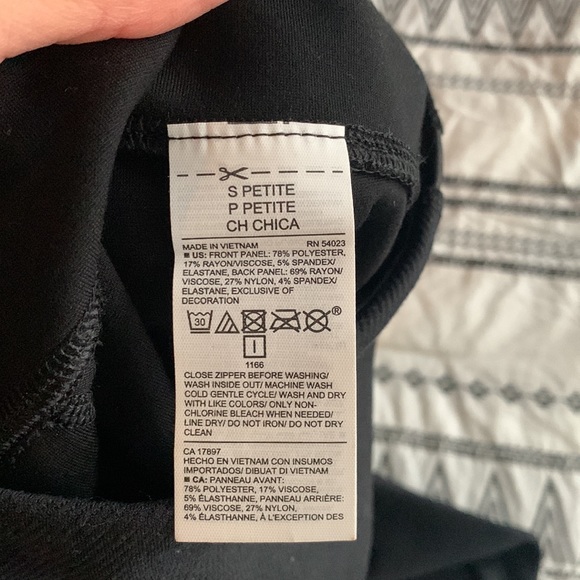 S PETITE
P PETITE
CH CHICA
MADE IN VIETNAM RN 54023
■ US: FRONT PANEL: 78% POLYESTER,
17% RAYON/VISCOSE, 5% SPANDEX/
ELASTANE, BACK PANEL: 69% RAYON/
VISCOSE, 27% NYLON, 4% SPANDEX/
ELASTANE, EXCLUSIVE OF
DECORATION
30 ®
1166
CLOSE ZIPPER BEFORE WASHING/
WASH INSIDE OUT/ MACHINE WASH
COLD GENTLE CYCLE/ WASH AND DRY
WITH LIKE COLORS/ ONLY NON-
CHLORINE BLEACH WHEN NEEDED/
LINE DRY/ DO NOT IRON/ DO NOT DRY
CLEAN
CA 17897
HECHO EN VIETNAM CON INSUMOS
IMPORTADOS/ DIBUAT DI VIETNAM
■ CA: PANNEAU AVANT:
78% POLYESTER, 17% VISCOSE,
5% ÉLASTHANNE, PANNEAU ARRIÈRE:
69% VISCOSE, 27% NYLON,
4% ÉLASTHANNE, À L'EXCEPTION DES